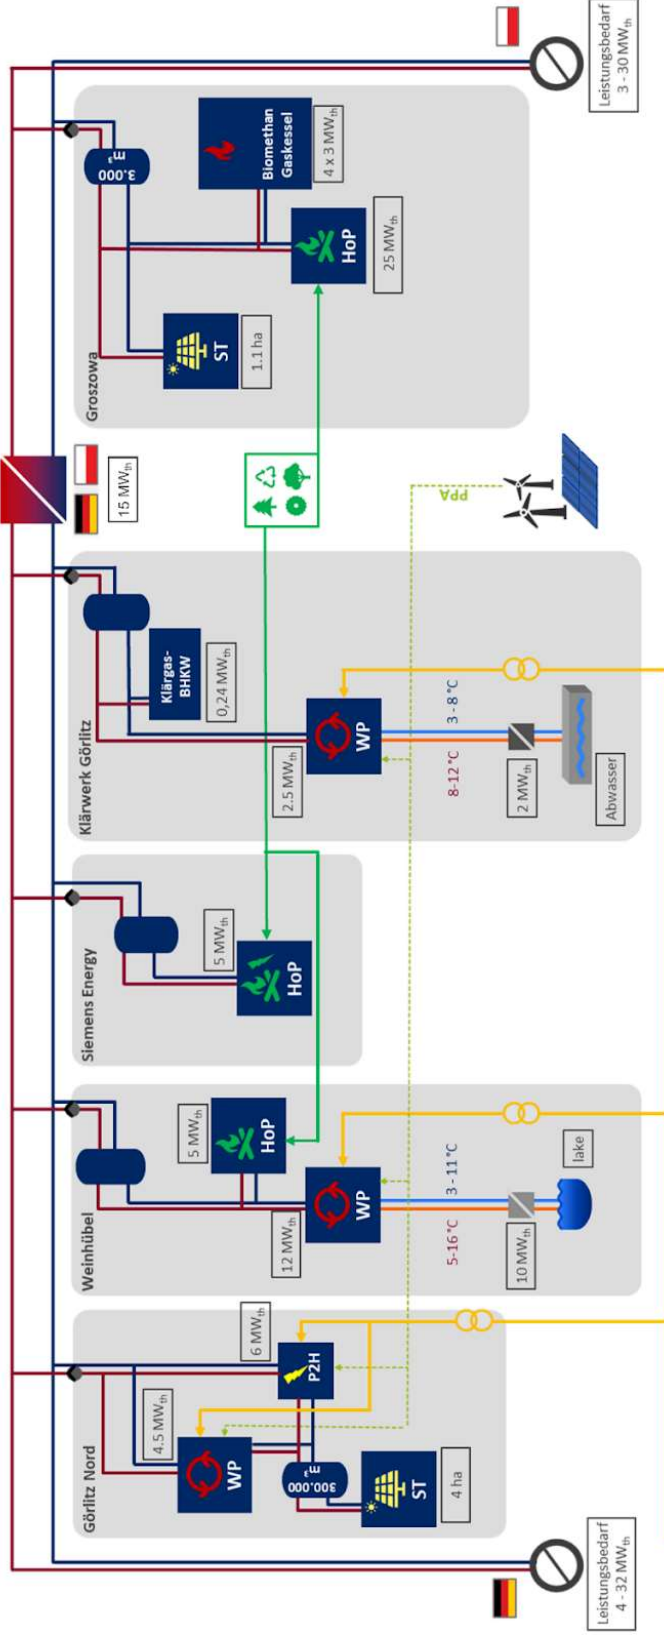 Leistungsbedarf
4 - 32 MWth
Görlitz Nord
4.5 MWth
WP
6 MWth
P2H
300.000
m³
ST
4 ha
Weinhübel
5 MWth
HoP
12 MWth
WP
5-16 °C
3 - 11 °C
10 MWth
lake
Siemens Energy
5 MWth
HoP
Klärwerk Görlitz
Klärgas-
BHKW
0,24 MWth
2.5 MWth
WP
8-12 °C
3 - 8 °C
2 MWth
Abwasser
15 MWth
PPA
Groszowa
3.000
m³
ST
1.1 ha
Biomethan
Gaskessel
4 x 3 MWth
HoP
25 MWth
Leistungsbedarf
3 - 30 MWth